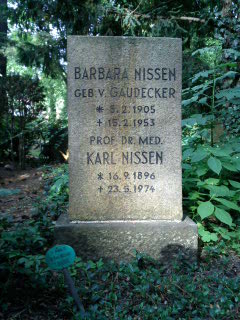 BARBARA NISSEN
GEB. V. GAUDECKER
* 3.2.1905
+ 15.2.1953
PROF. DR. MED.
KARL NISSEN
* 16.9.1896
+ 23.5.1974